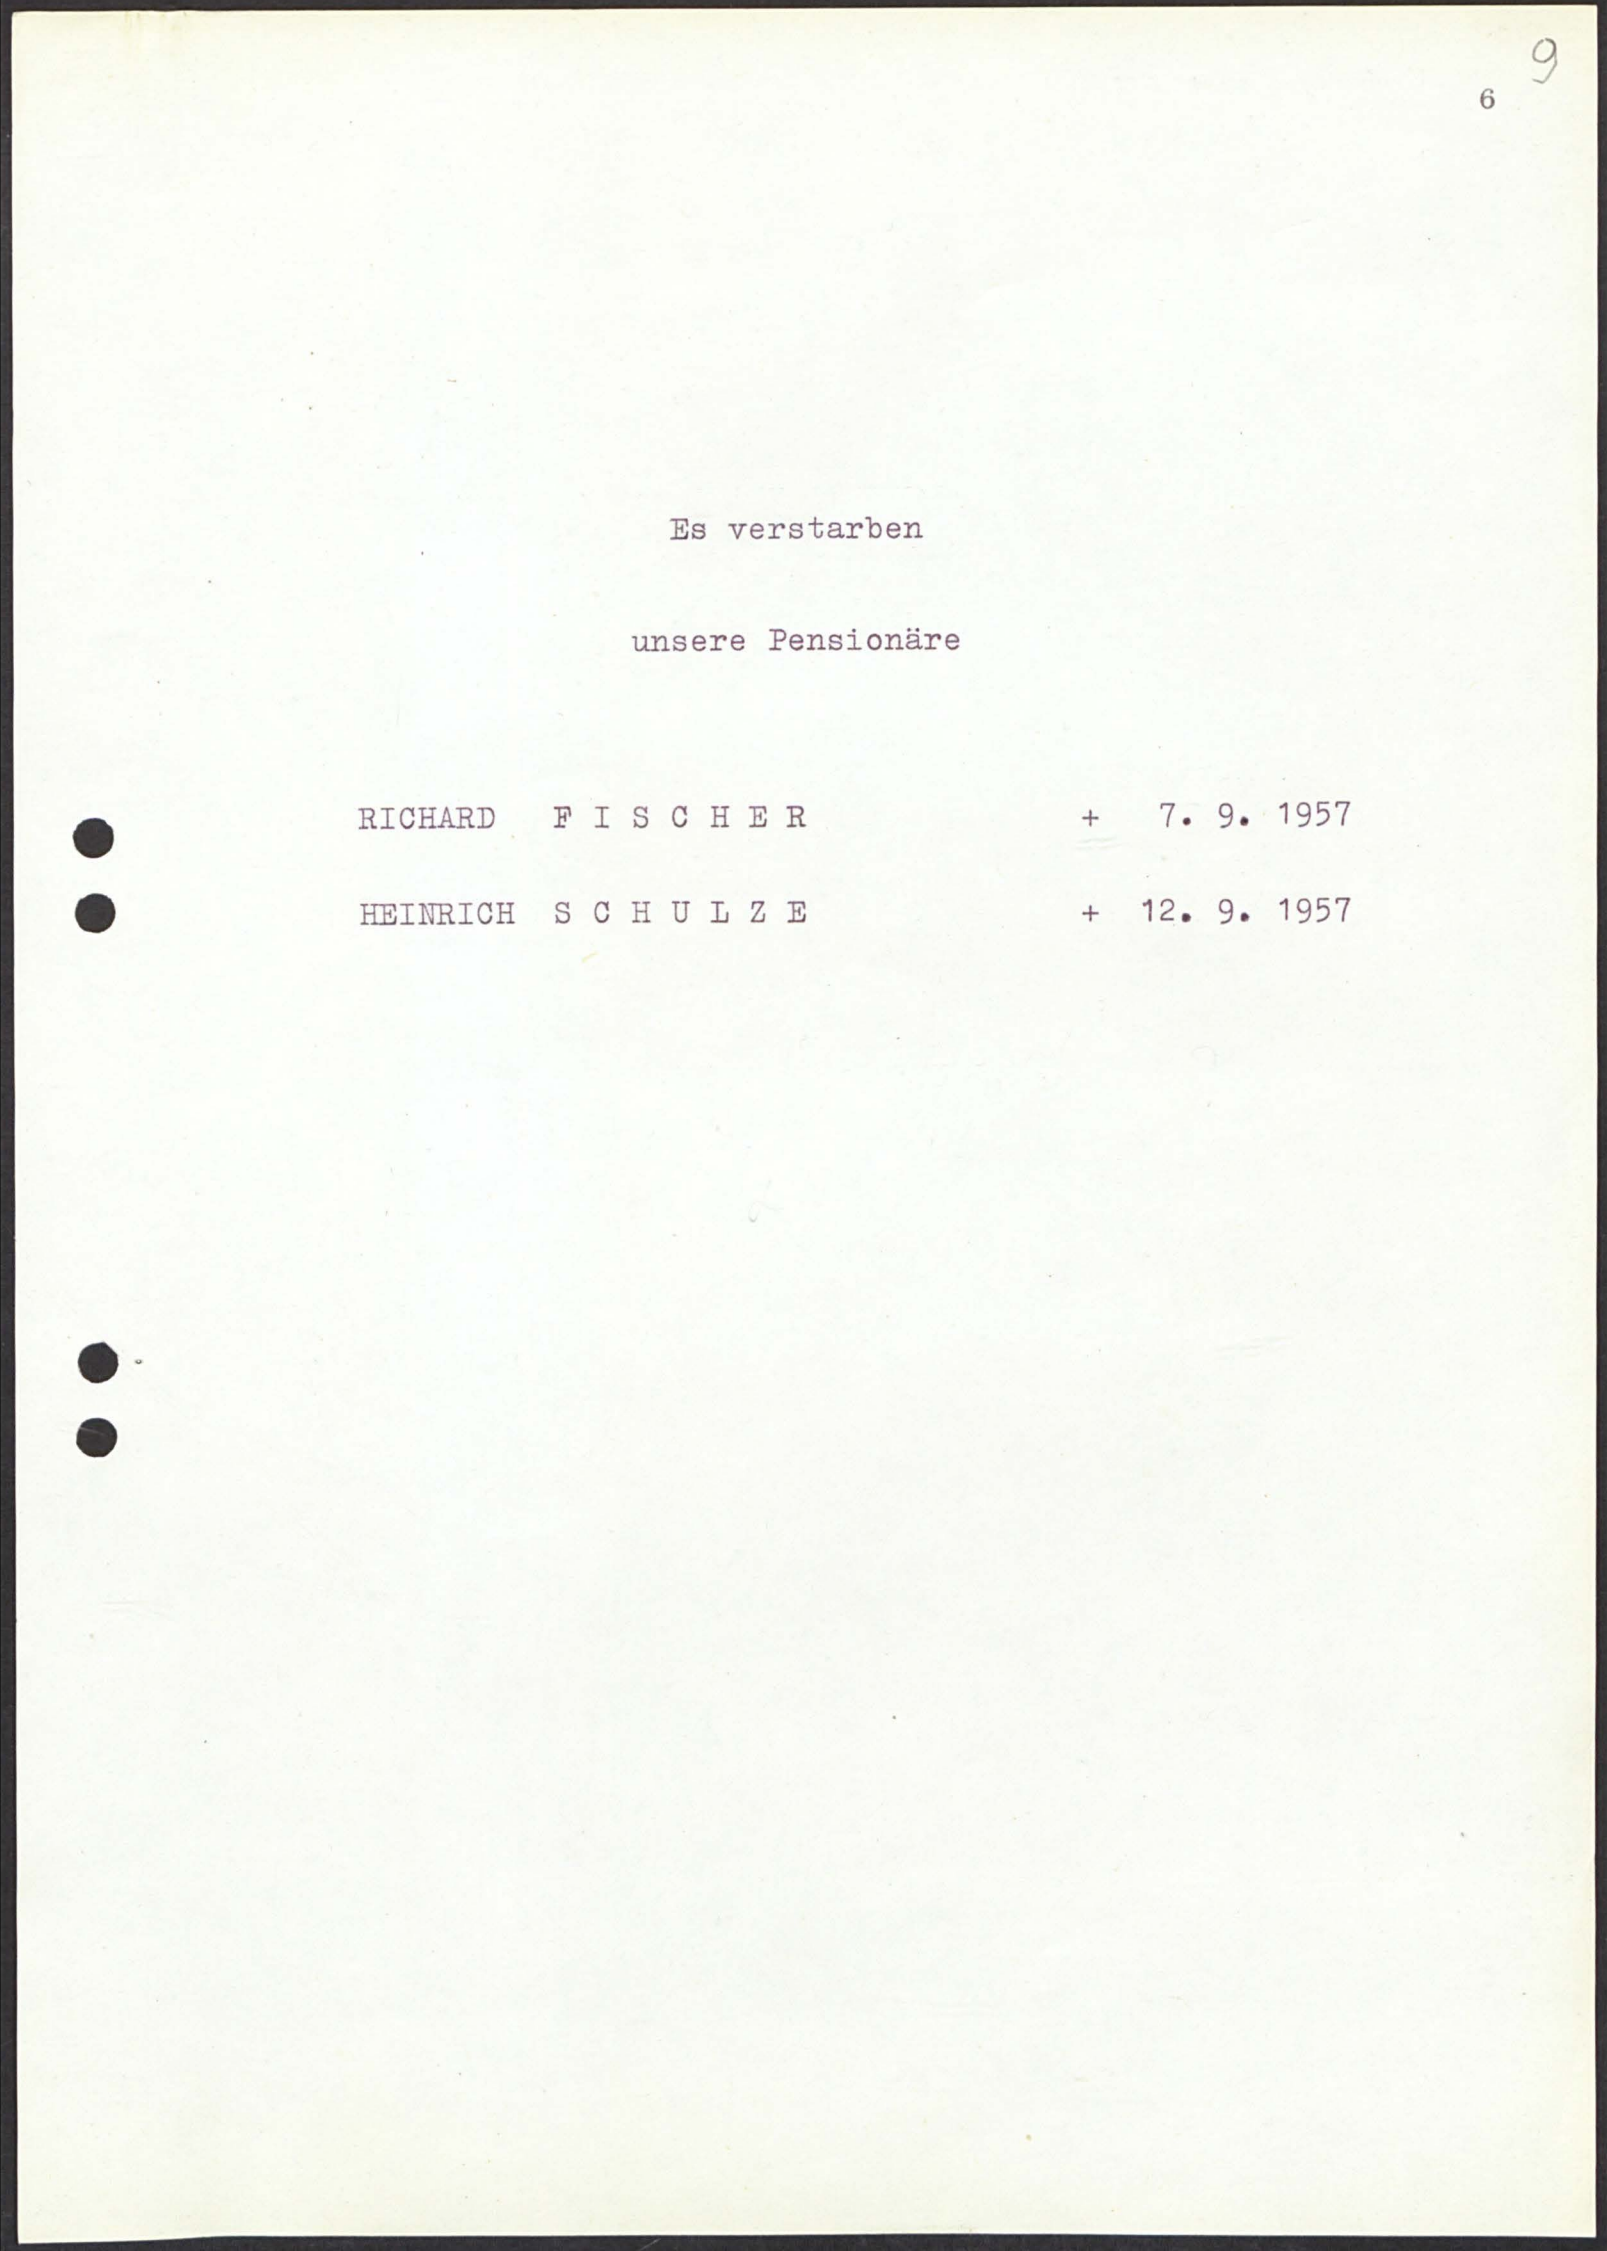 9
6
Es verstarben
unsere Pensionäre
RICHARD F I S C H E R + 7. 9. 1957
HEINRICH S C H U L Z E + 12. 9. 1957